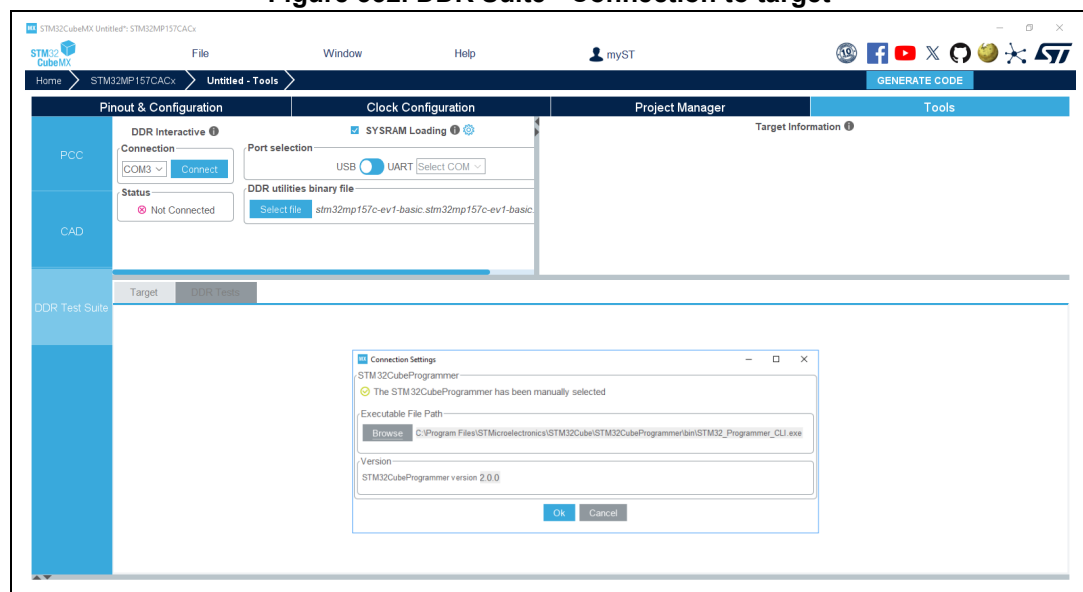 Figure 352. DDR Suite - Connection to target
MX STM32CubeMX Untitled*: STM32MP157CACx
STM32 CubeMX File Window Help myST
Home STM32MP157CACx Untitled - Tools GENERATE CODE
Pinout & Configuration Clock Configuration Project Manager Tools
PCC
CAD
DDR Test Suite
DDR Interactive
Connection
COM3 Connect
Status
Not Connected
SYSRAM Loading
Port selection
USB UART Select COM
DDR utilities binary file
Select file stm32mp157c-ev1-basic.stm32mp157c-ev1-basic.
Target Information
Target DDR Tests
MX Connection Settings
STM32CubeProgrammer
The STM32CubeProgrammer has been manually selected
Executable File Path
Browse C:\Program Files\STMicroelectronics\STM32Cube\STM32CubeProgrammer\bin\STM32_Programmer_CLI.exe
Version
STM32CubeProgrammer version 2.0.0
Ok Cancel